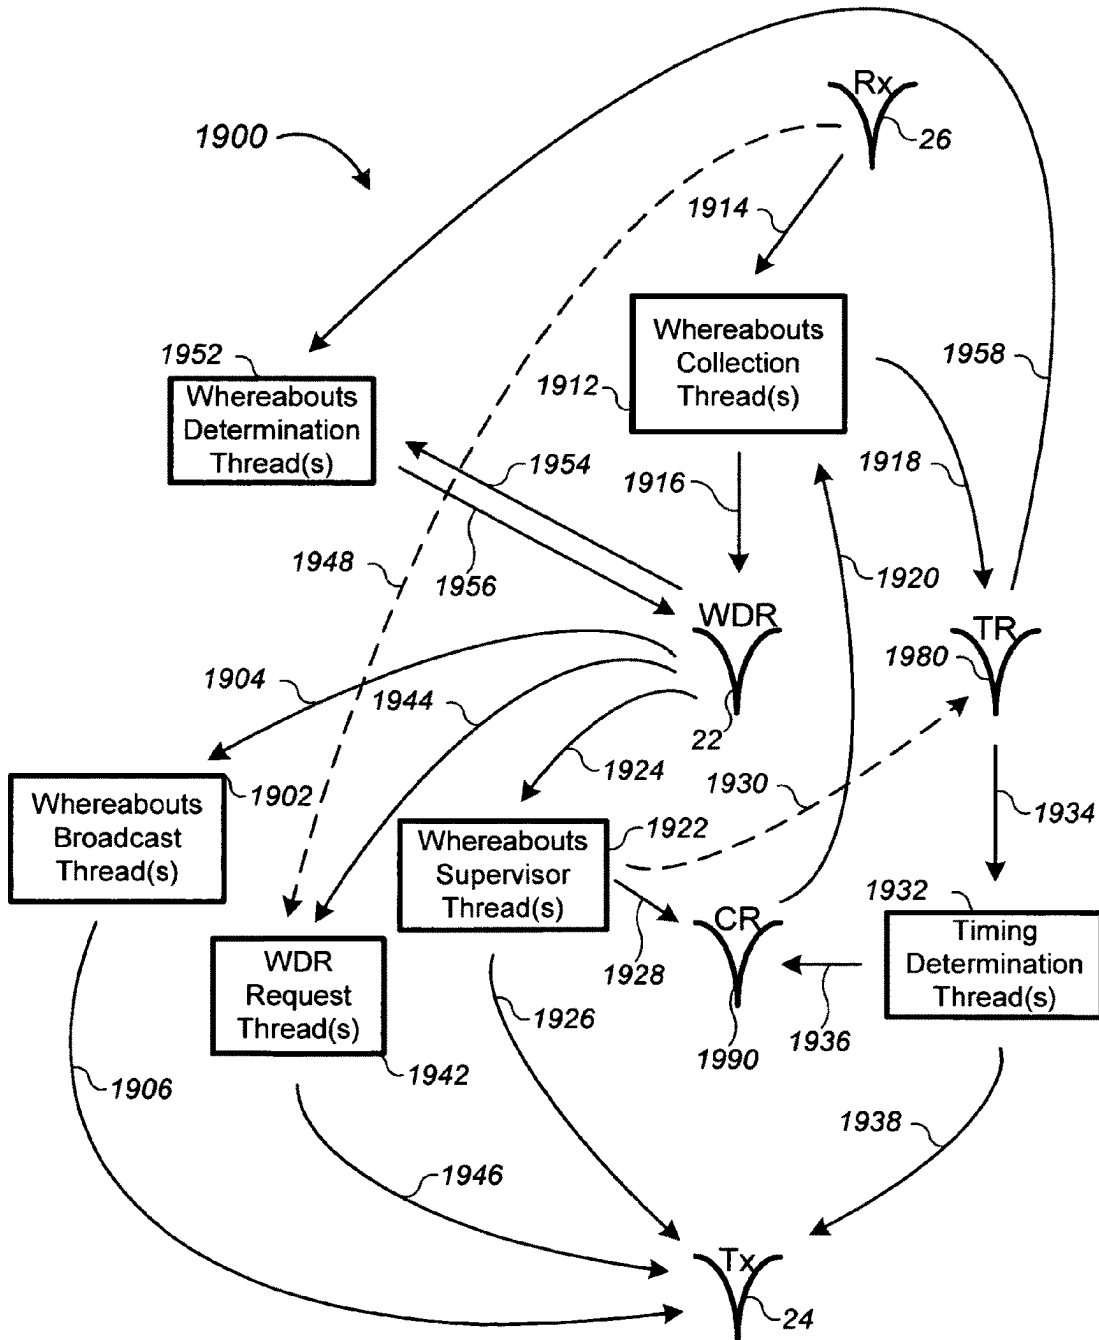 Rx
1900
26
1914
Whereabouts
Collection
Thread(s)
1952
1958
1912
Whereabouts
Determination
Thread(s)
1954
1916
1918
1948
1956
1920
WDR
TR
1904
1944
1980
22
1924
1930
1902
1934
Whereabouts
Broadcast
Thread(s)
1922
Whereabouts
Supervisor
Thread(s)
1932
CR
Timing
Determination
Thread(s)
WDR
Request
Thread(s)
1928
1926
1936
1990
1942
1906
1938
1946
Tx
24